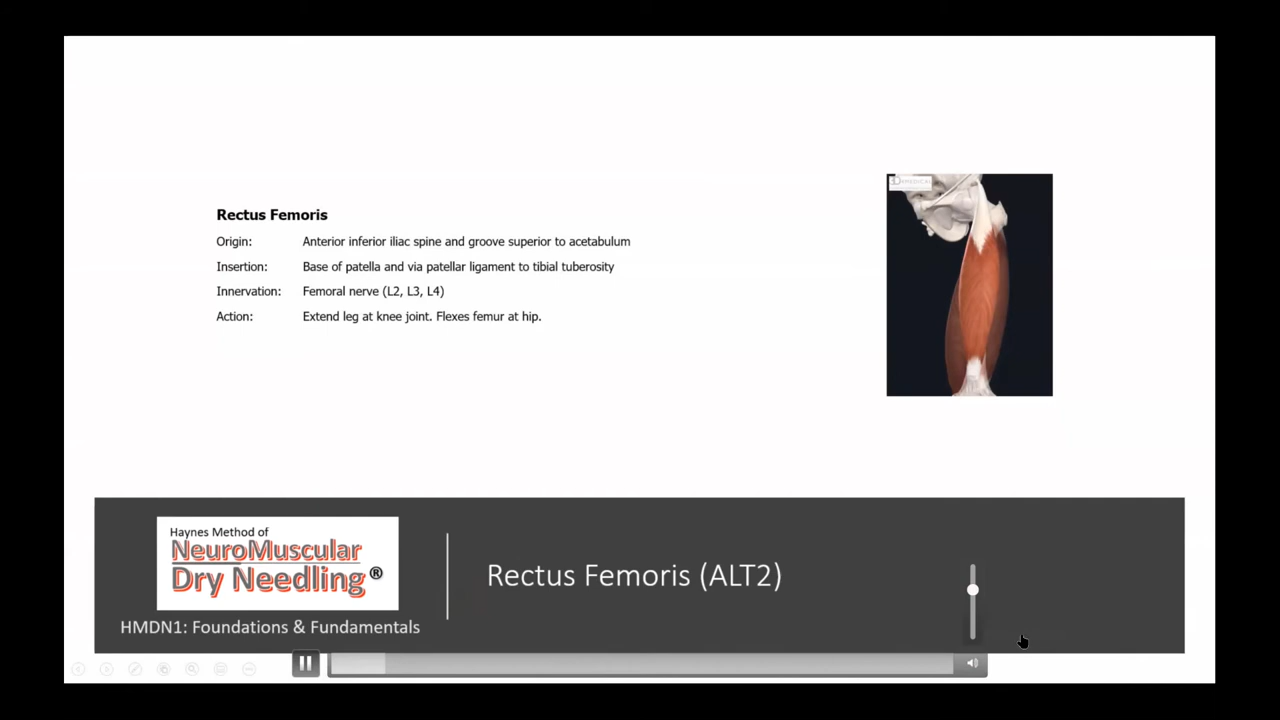 Rectus Femoris
Origin: Anterior inferior iliac spine and groove superior to acetabulum
Insertion: Base of patella and via patellar ligament to tibial tuberosity
Innervation: Femoral nerve (L2, L3, L4)
Action: Extend leg at knee joint. Flexes femur at hip.
Haynes Method of
NeuroMuscular
Dry Needling®
HMDN1: Foundations & Fundamentals
Rectus Femoris (ALT2)